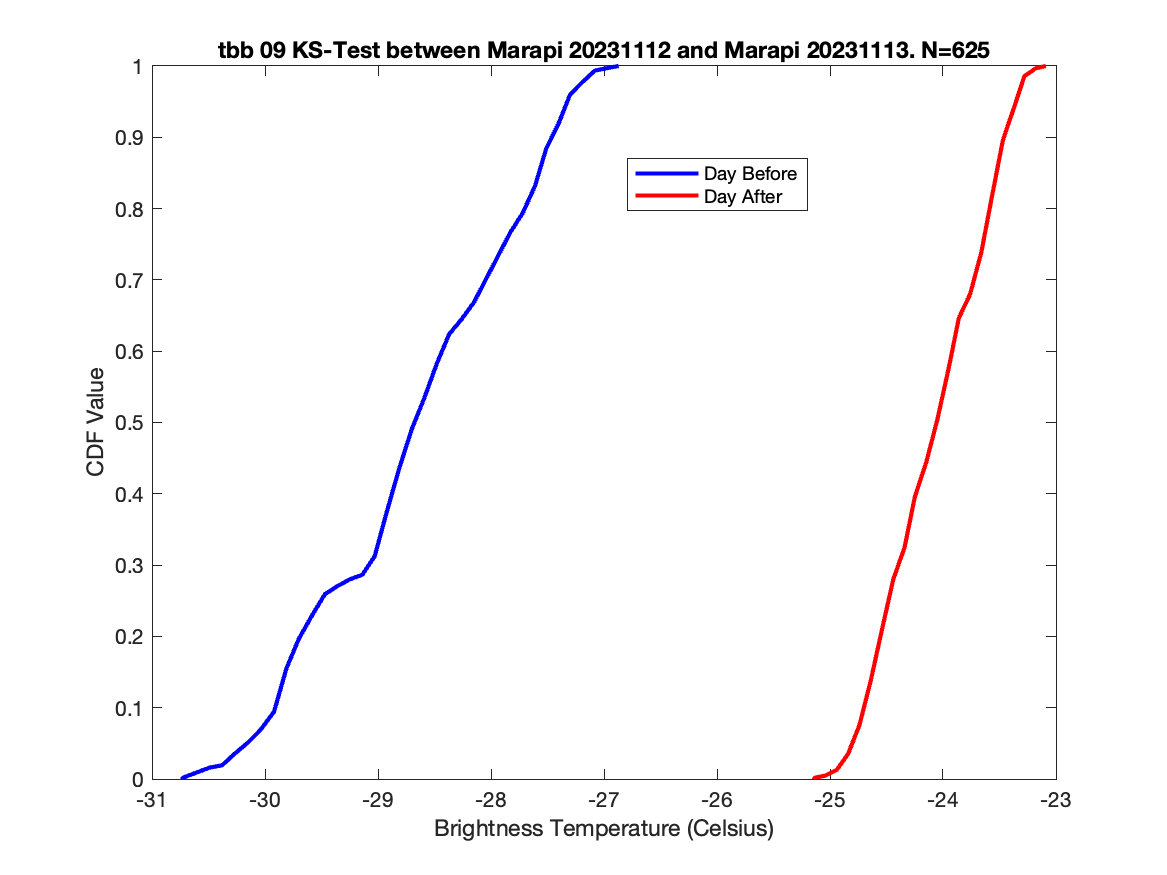 tbb 09 KS-Test between Marapi 20231112 and Marapi 20231113. N=625
1
0.9
0.8
0.7
0.6
0.5
0.4
0.3
0.2
0.1
0
CDF Value
Day Before
Day After
-31 -30 -29 -28 -27 -26 -25 -24 -23
Brightness Temperature (Celsius)